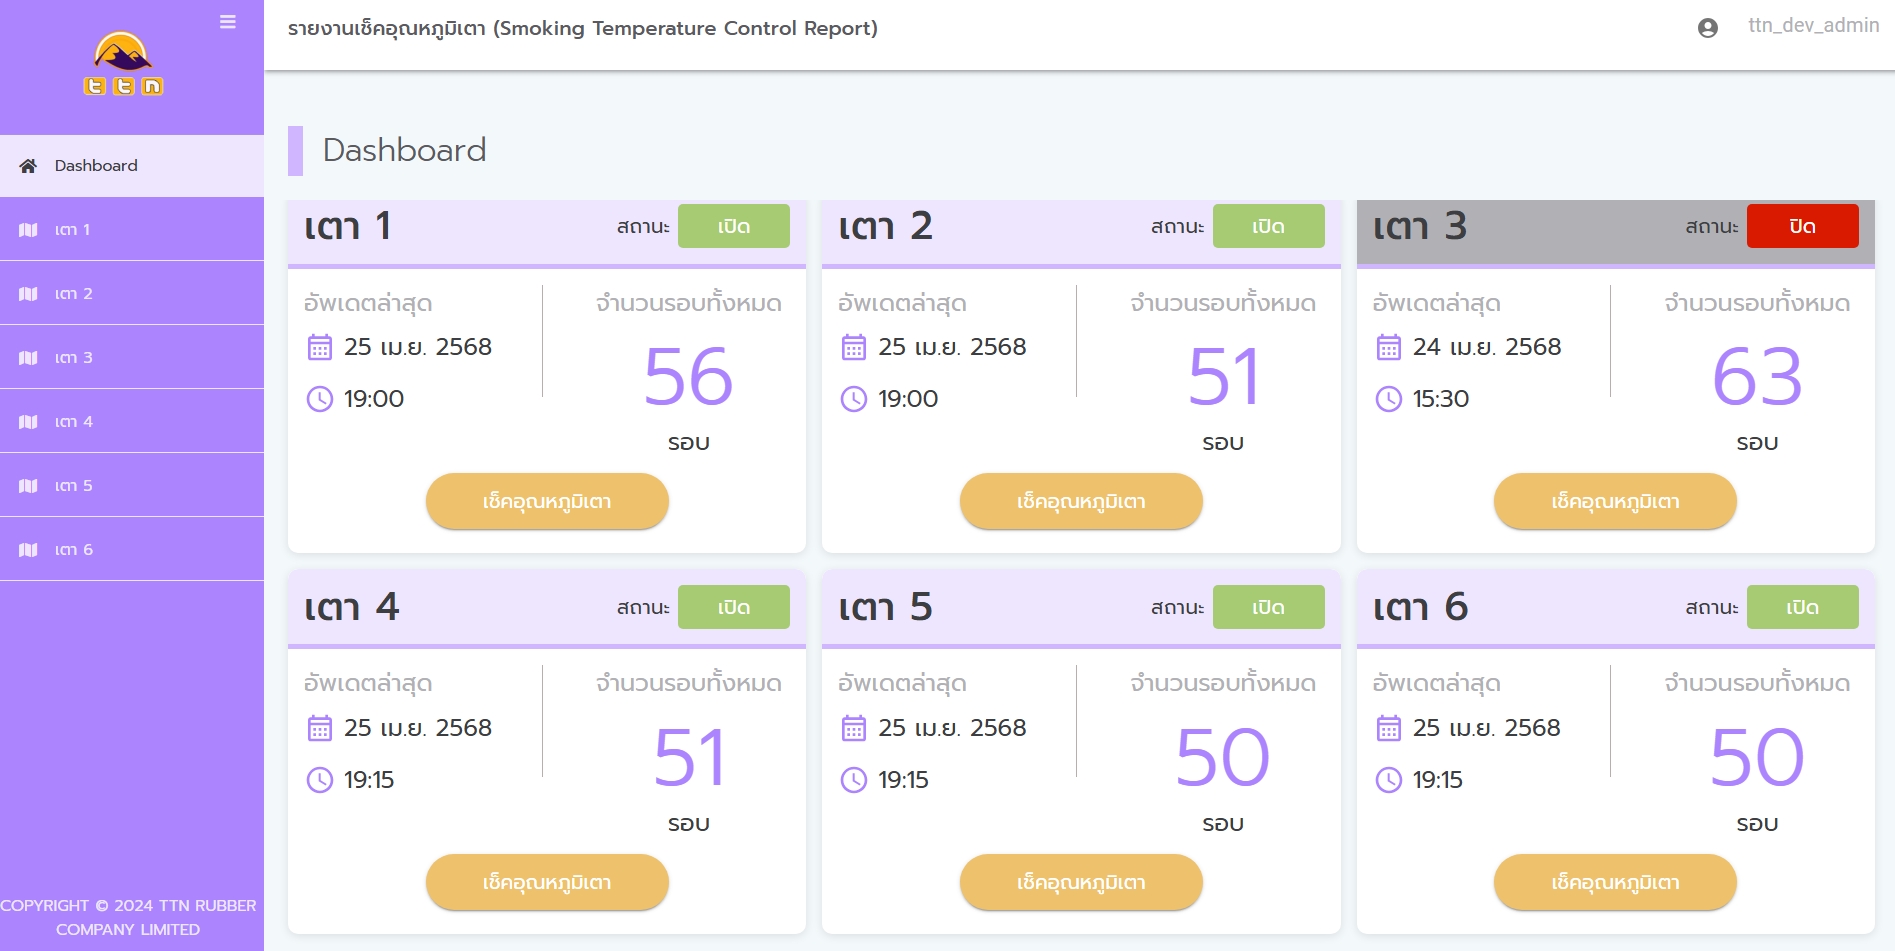 ttn
รายงานเช็คอุณหภูมิเตา (Smoking Temperature Control Report)
ttn_dev_admin
Dashboard
เตา 1
เตา 2
เตา 3
เตา 4
เตา 5
เตา 6
COPYRIGHT © 2024 TTN RUBBER
COMPANY LIMITED
Dashboard
เตา 1 สถานะ เปิด
อัพเดตล่าสุด จำนวนรอบทั้งหมด
25 เม.ย. 2568
56
19:00
รอบ
เช็คอุณหภูมิเตา
เตา 2 สถานะ เปิด
อัพเดตล่าสุด จำนวนรอบทั้งหมด
25 เม.ย. 2568
51
19:00
รอบ
เช็คอุณหภูมิเตา
เตา 3 สถานะ ปิด
อัพเดตล่าสุด จำนวนรอบทั้งหมด
24 เม.ย. 2568
63
15:30
รอบ
เช็คอุณหภูมิเตา
เตา 4 สถานะ เปิด
อัพเดตล่าสุด จำนวนรอบทั้งหมด
25 เม.ย. 2568
51
19:15
รอบ
เช็คอุณหภูมิเตา
เตา 5 สถานะ เปิด
อัพเดตล่าสุด จำนวนรอบทั้งหมด
25 เม.ย. 2568
50
19:15
รอบ
เช็คอุณหภูมิเตา
เตา 6 สถานะ เปิด
อัพเดตล่าสุด จำนวนรอบทั้งหมด
25 เม.ย. 2568
50
19:15
รอบ
เช็คอุณหภูมิเตา